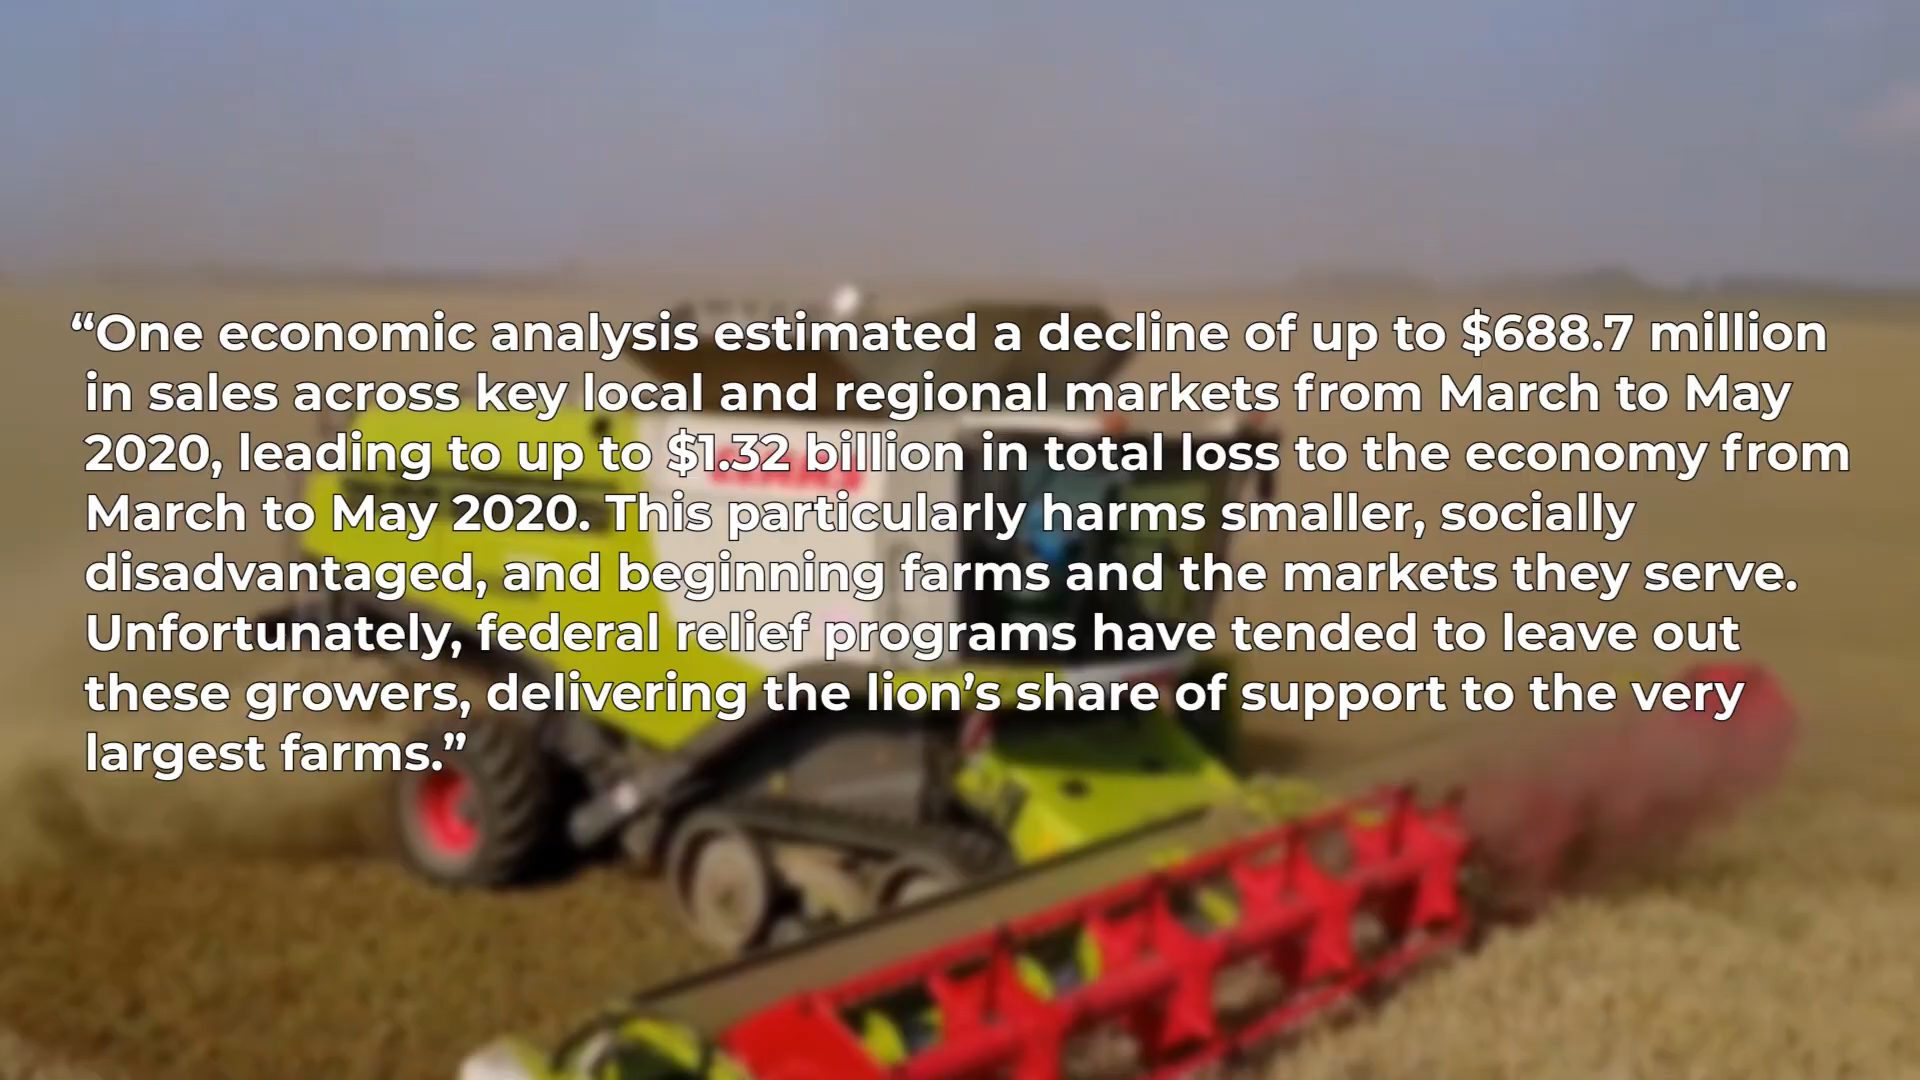 “One economic analysis estimated a decline of up to $688.7 million
in sales across key local and regional markets from March to May
2020, leading to up to $1.32 billion in total loss to the economy from
March to May 2020. This particularly harms smaller, socially
disadvantaged, and beginning farms and the markets they serve.
Unfortunately, federal relief programs have tended to leave out
these growers, delivering the lion’s share of support to the very
largest farms.”
CLAAS